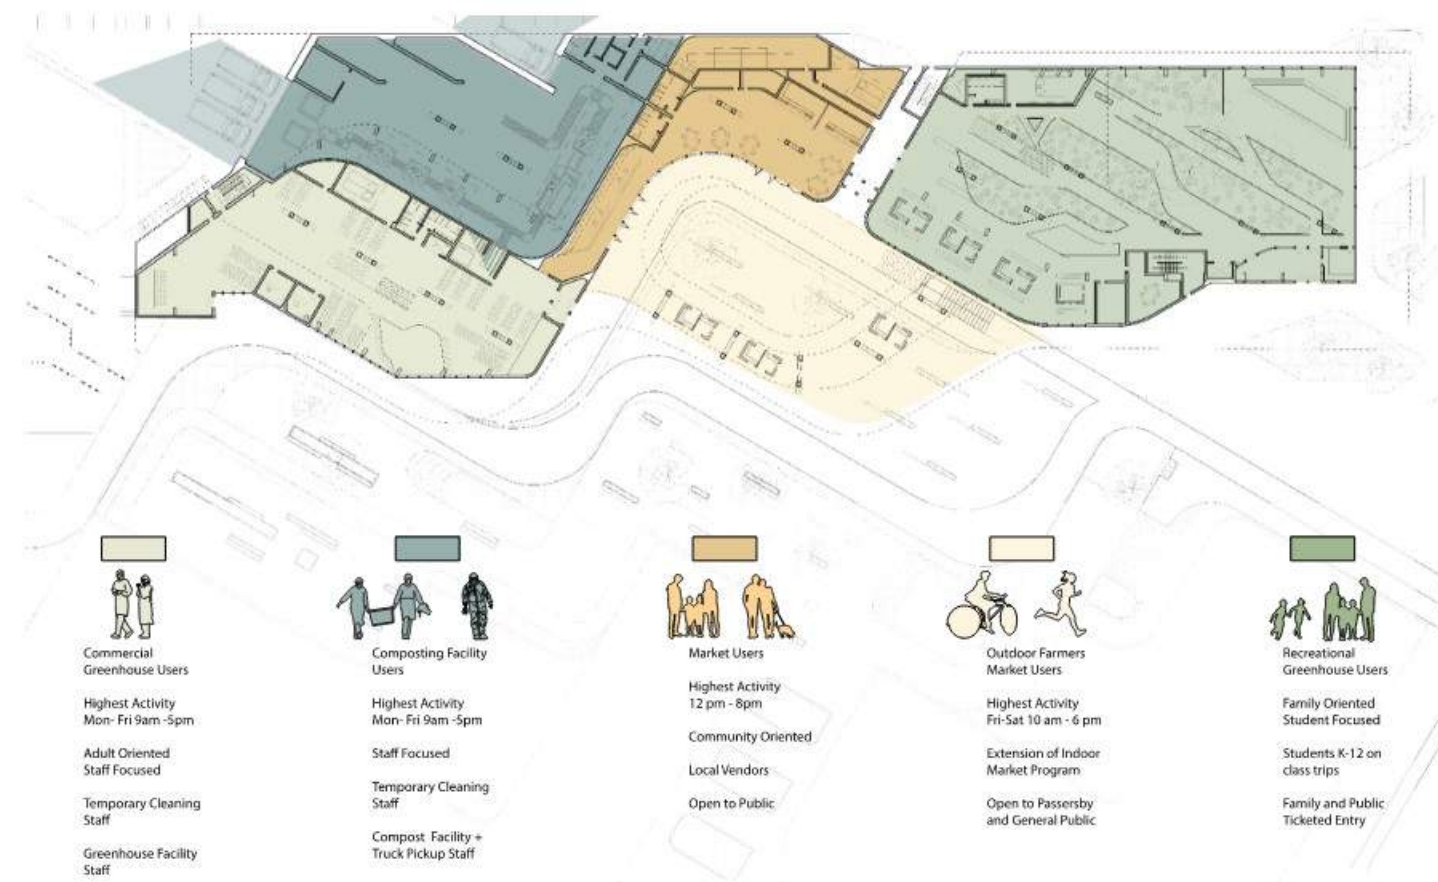 Commercial
Greenhouse Users
Highest Activity
Mon- Fri 9am -5pm
Adult Oriented
Staff Focused
Temporary Cleaning
Staff
Greenhouse Facility
Staff
Composting Facility
Users
Highest Activity
Mon- Fri 9am -5pm
Staff Focused
Temporary Cleaning
Staff
Compost Facility +
Truck Pickup Staff
Market Users
Highest Activity
12 pm - 8pm
Community Oriented
Local Vendors
Open to Public
Outdoor Farmers
Market Users
Highest Activity
Fri-Sat 10 am - 6 pm
Extension of Indoor
Market Program
Open to Passersby
and General Public
Recreational
Greenhouse Users
Family Oriented
Student Focused
Students K-12 on
class trips
Family and Public
Ticketed Entry